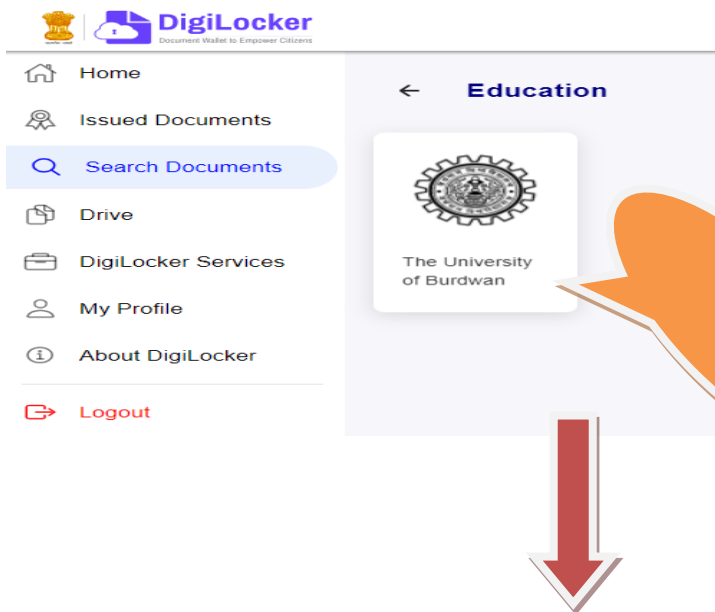 DigiLocker
Document Wallet to Empower Citizens
Home
Issued Documents
Search Documents
Drive
DigiLocker Services
My Profile
About DigiLocker
Logout
Education
The University
of Burdwan